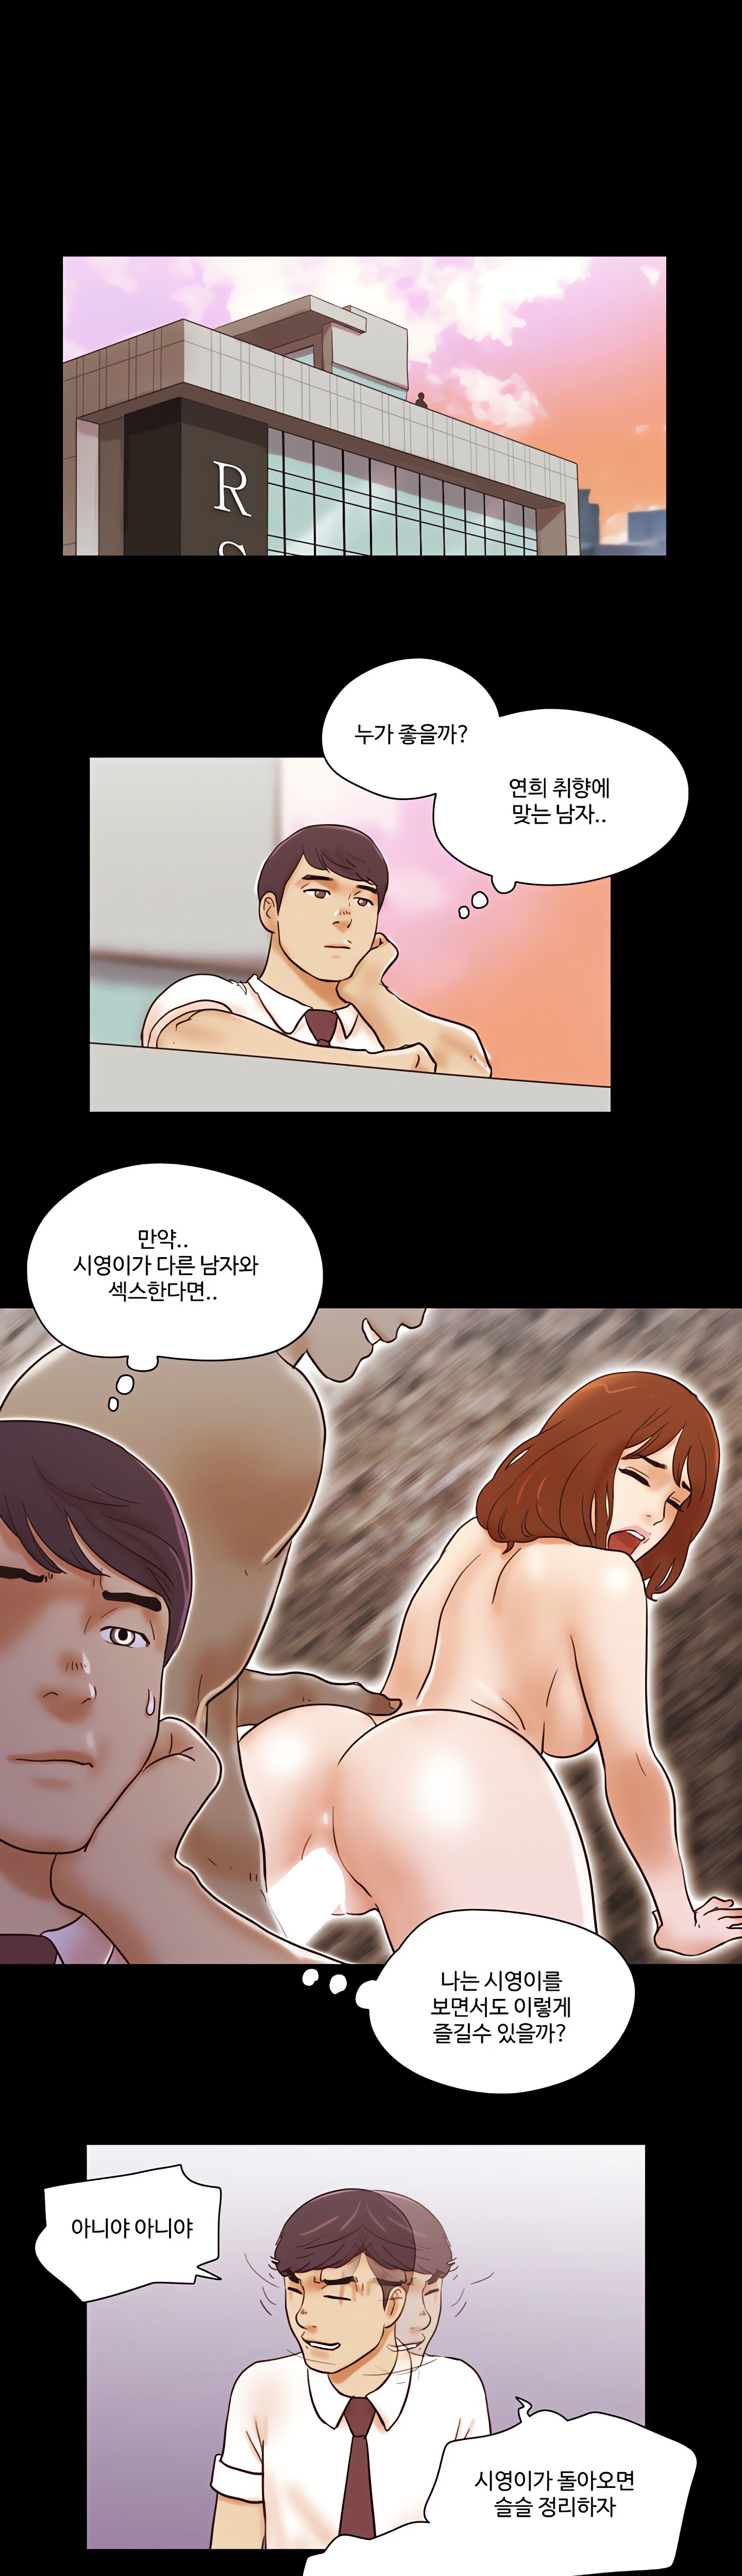 R
S
누가 좋을까?
연희 취향에
맞는 남자..
만약..
시영이가 다른 남자와
섹스한다면..
나는 시영이를
보면서도 이렇게
즐길수 있을까?
아니야 아니야
시영이가 돌아오면
슬슬 정리하자